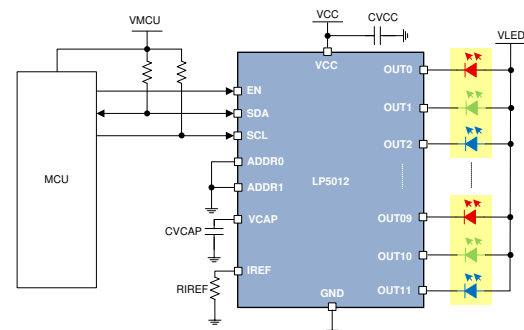 VMCU
VCC
CVCC
VLED
VCC
OUT0
EN
OUT1
SDA
SCL
OUT2
ADDR0
MCU
ADDR1
LP5012
VCAP
OUT09
CVCAP
OUT10
IREF
RIREF
GND
OUT11